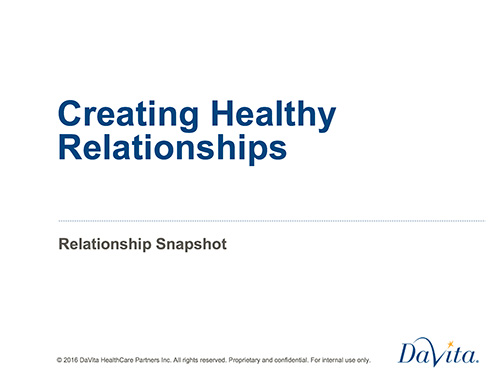 Creating Healthy
Relationships
Relationship Snapshot
© 2016 DaVita HealthCare Partners Inc. All rights reserved. Proprietary and confidential. For internal use only.
DaVita.